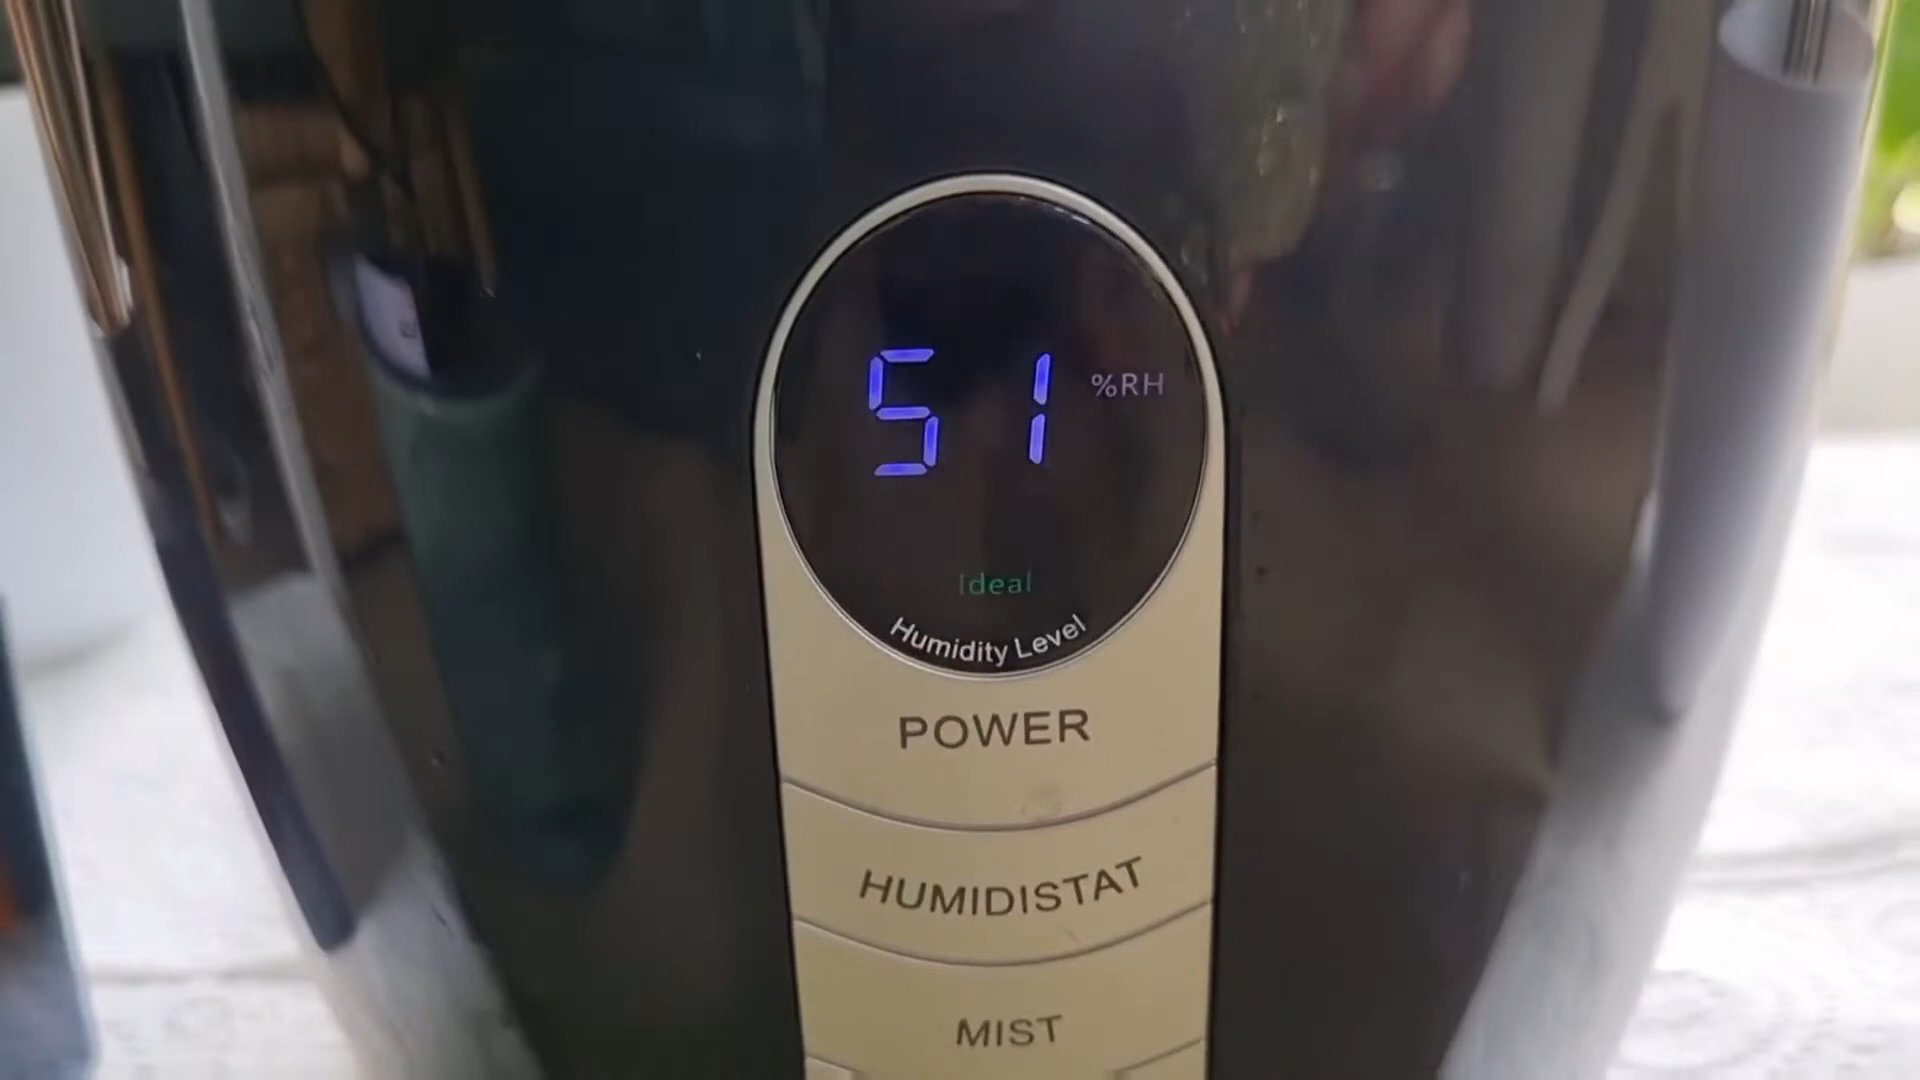 51 %RH
Ideal
Humidity Level
POWER
HUMIDISTAT
MIST